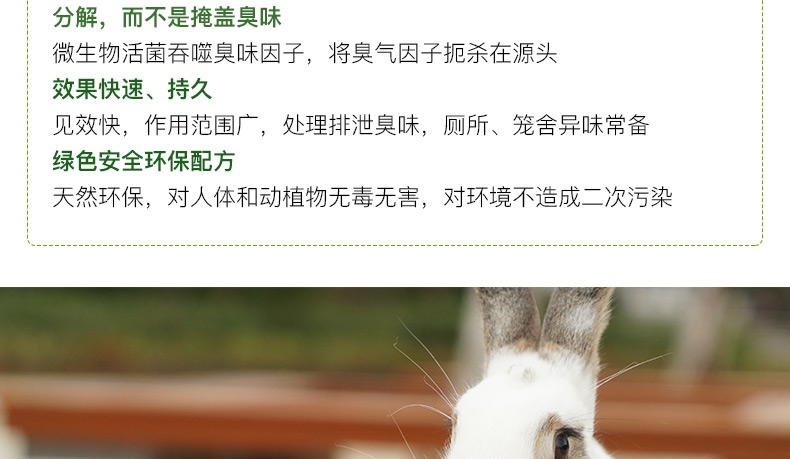 分解，而不是掩盖臭味
微生物活菌吞噬臭味因子，将臭气因子扼杀在源头
效果快速、持久
见效快，作用范围广，处理排泄臭味，厕所、笼舍异味常备
绿色安全环保配方
天然环保，对人体和动植物无毒无害，对环境不造成二次污染